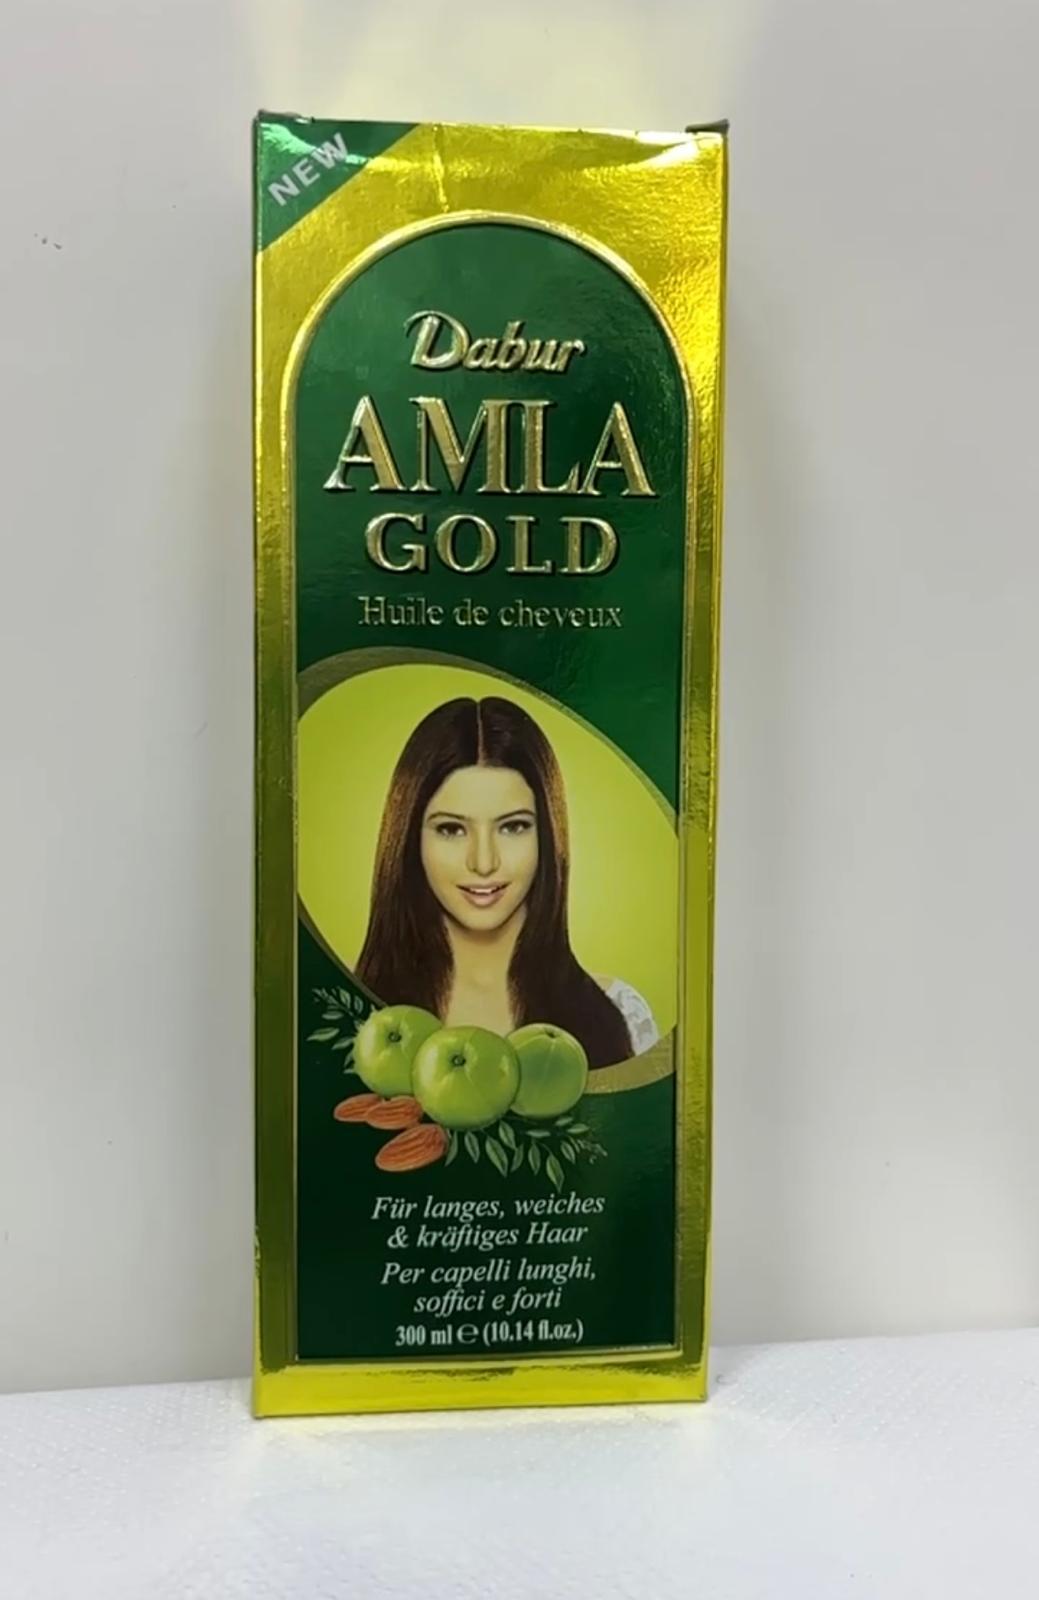 NEW
Dabur
AMLA
GOLD
Huile de cheveux
Für langes, weiches
& kräftiges Haar
Per capelli lunghi,
soffici e forti
300 ml ℮ (10.14 fl.oz.)